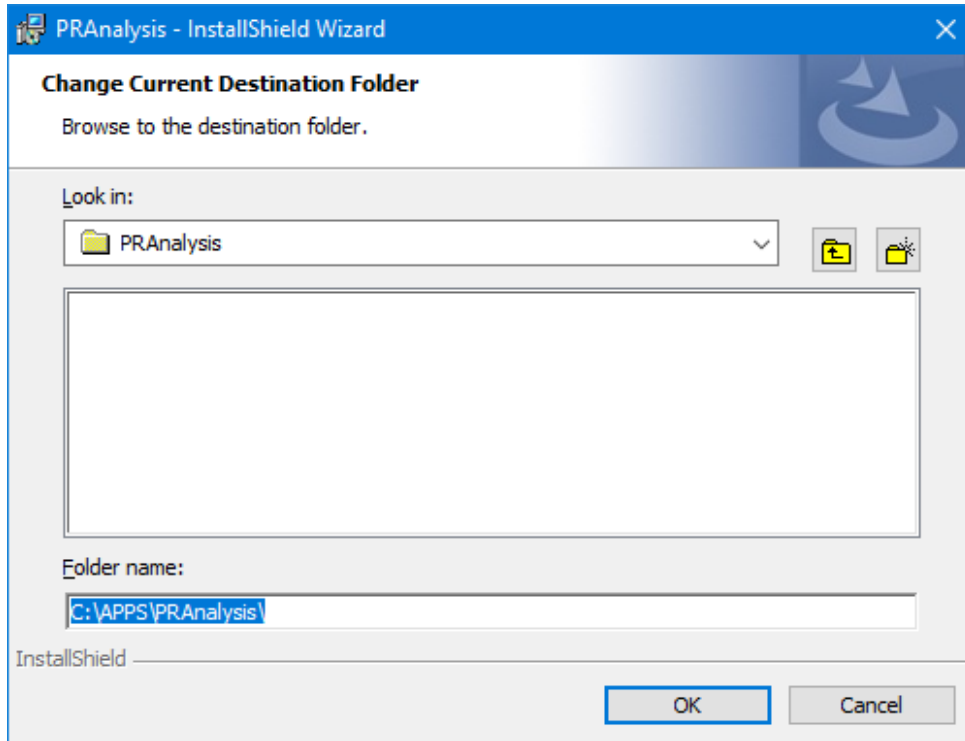 PRAnalysis - InstallShield Wizard
Change Current Destination Folder
Browse to the destination folder.
Look in:
PRAnalysis
Folder name:
C:\APPS\PRAnalysis\
InstallShield
OK Cancel